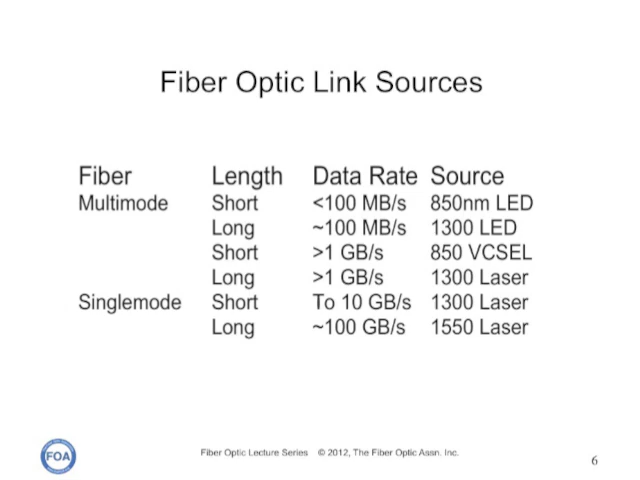 Fiber Optic Link Sources
Fiber Length Data Rate Source
Multimode Short <100 MB/s 850nm LED
Long ~100 MB/s 1300 LED
Short >1 GB/s 850 VCSEL
Long >1 GB/s 1300 Laser
Singlemode Short To 10 GB/s 1300 Laser
Long ~100 GB/s 1550 Laser
FOA Fiber Optic Lecture Series © 2012, The Fiber Optic Assn. Inc. 6